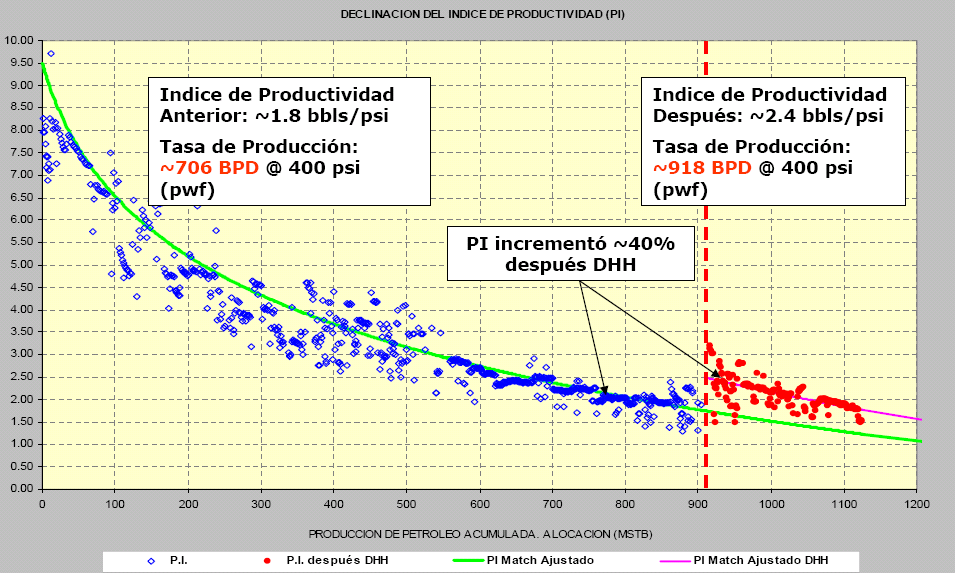 DECLINACION DEL INDICE DE PRODUCTIVIDAD (PI)
10.00
9.50
9.00
8.50
8.00
7.50
7.00
6.50
6.00
5.50
5.00
4.50
4.00
3.50
3.00
2.50
2.00
1.50
1.00
0.50
0.00
Indice de Productividad
Anterior: ~1.8 bbls/psi
Tasa de Producción:
~706 BPD @ 400 psi
(pwf)
Indice de Productividad
Después: ~2.4 bbls/psi
Tasa de Producción:
~918 BPD @ 400 psi
(pwf)
PI incrementó ~40%
después DHH
0 100 200 300 400 500 600 700 800 900 1000 1100 1200
PRODUCCION DE PETROLEO ACUMULADA. ALOCACION (MSTB)
P.I. P.I. después DHH PI Match Ajustado PI Match Ajustado DHH